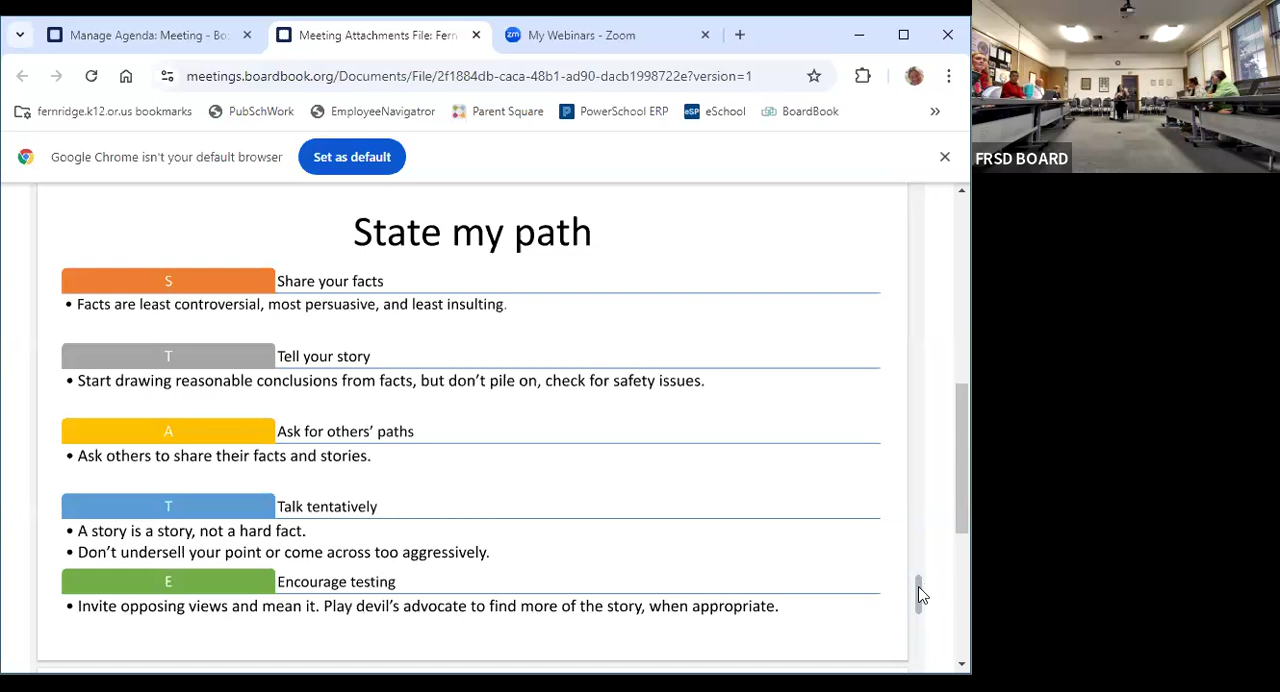 Manage Agenda: Meeting - Bo
Meeting Attachments File: Fern
zm My Webinars - Zoom
meetings.boardbook.org/Documents/File/2f1884db-caca-48b1-ad90-dacb1998722e?version=1
fernridge.k12.or.us bookmarks
PubSchWork
EmployeeNavigator
Parent Square
PowerSchool ERP
eSP eSchool
BoardBook
Google Chrome isn't your default browser
Set as default
FRSD BOARD
State my path
S Share your facts
• Facts are least controversial, most persuasive, and least insulting.
T Tell your story
• Start drawing reasonable conclusions from facts, but don't pile on, check for safety issues.
A Ask for others' paths
• Ask others to share their facts and stories.
T Talk tentatively
• A story is a story, not a hard fact.
• Don't undersell your point or come across too aggressively.
E Encourage testing
• Invite opposing views and mean it. Play devil's advocate to find more of the story, when appropriate.